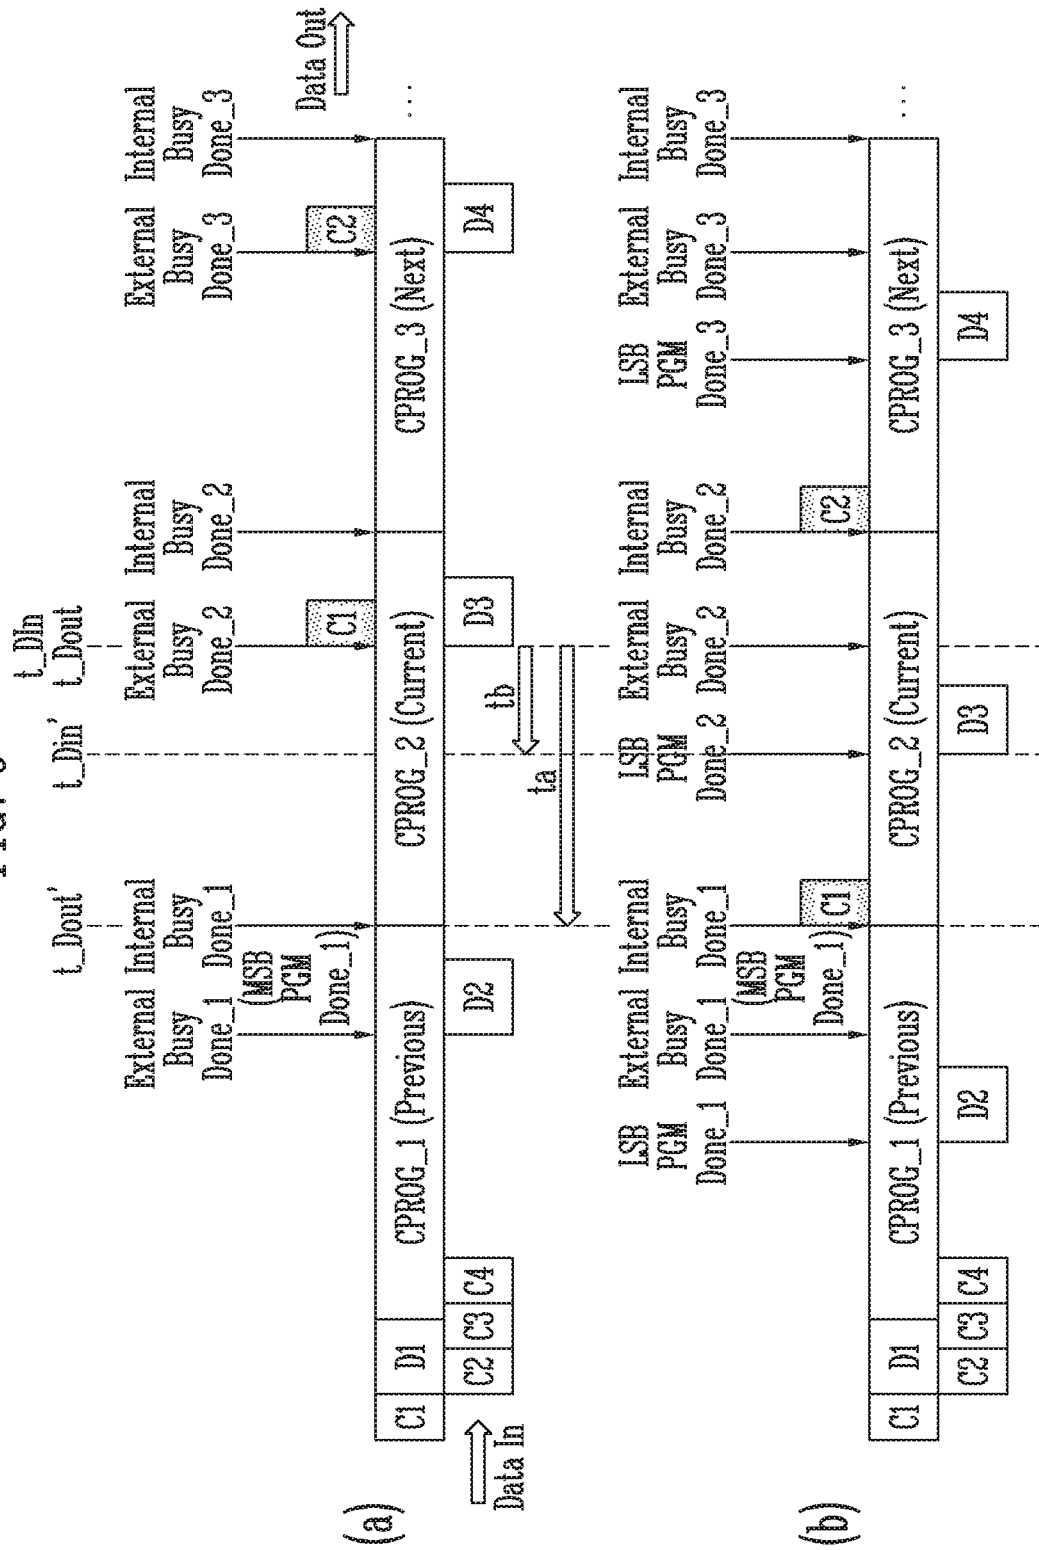 t_Dout'
t_Din'
t_DIn
t_Dout
Data Out
External
Busy
Done_1
Internal
Busy
Done_1
(MSB
PGM
Done_1)
External
Busy
Done_2
Internal
Busy
Done_2
External
Busy
Done_3
Internal
Busy
Done_3
C1
C2
(a)
C1
D1
CPROG_1 (Previous)
CPROG_2 (Current)
CPROG_3 (Next)
...
Data In
C2
C3
C4
D2
D3
D4
tb
ta
LSB
PGM
Done_1
External
Busy
Done_1
Internal
Busy
Done_1
(MSB
PGM
Done_1)
LSB
PGM
Done_2
External
Busy
Done_2
Internal
Busy
Done_2
LSB
PGM
Done_3
External
Busy
Done_3
Internal
Busy
Done_3
C1
C2
(b)
C1
D1
CPROG_1 (Previous)
CPROG_2 (Current)
CPROG_3 (Next)
...
C2
C3
C4
D2
D3
D4